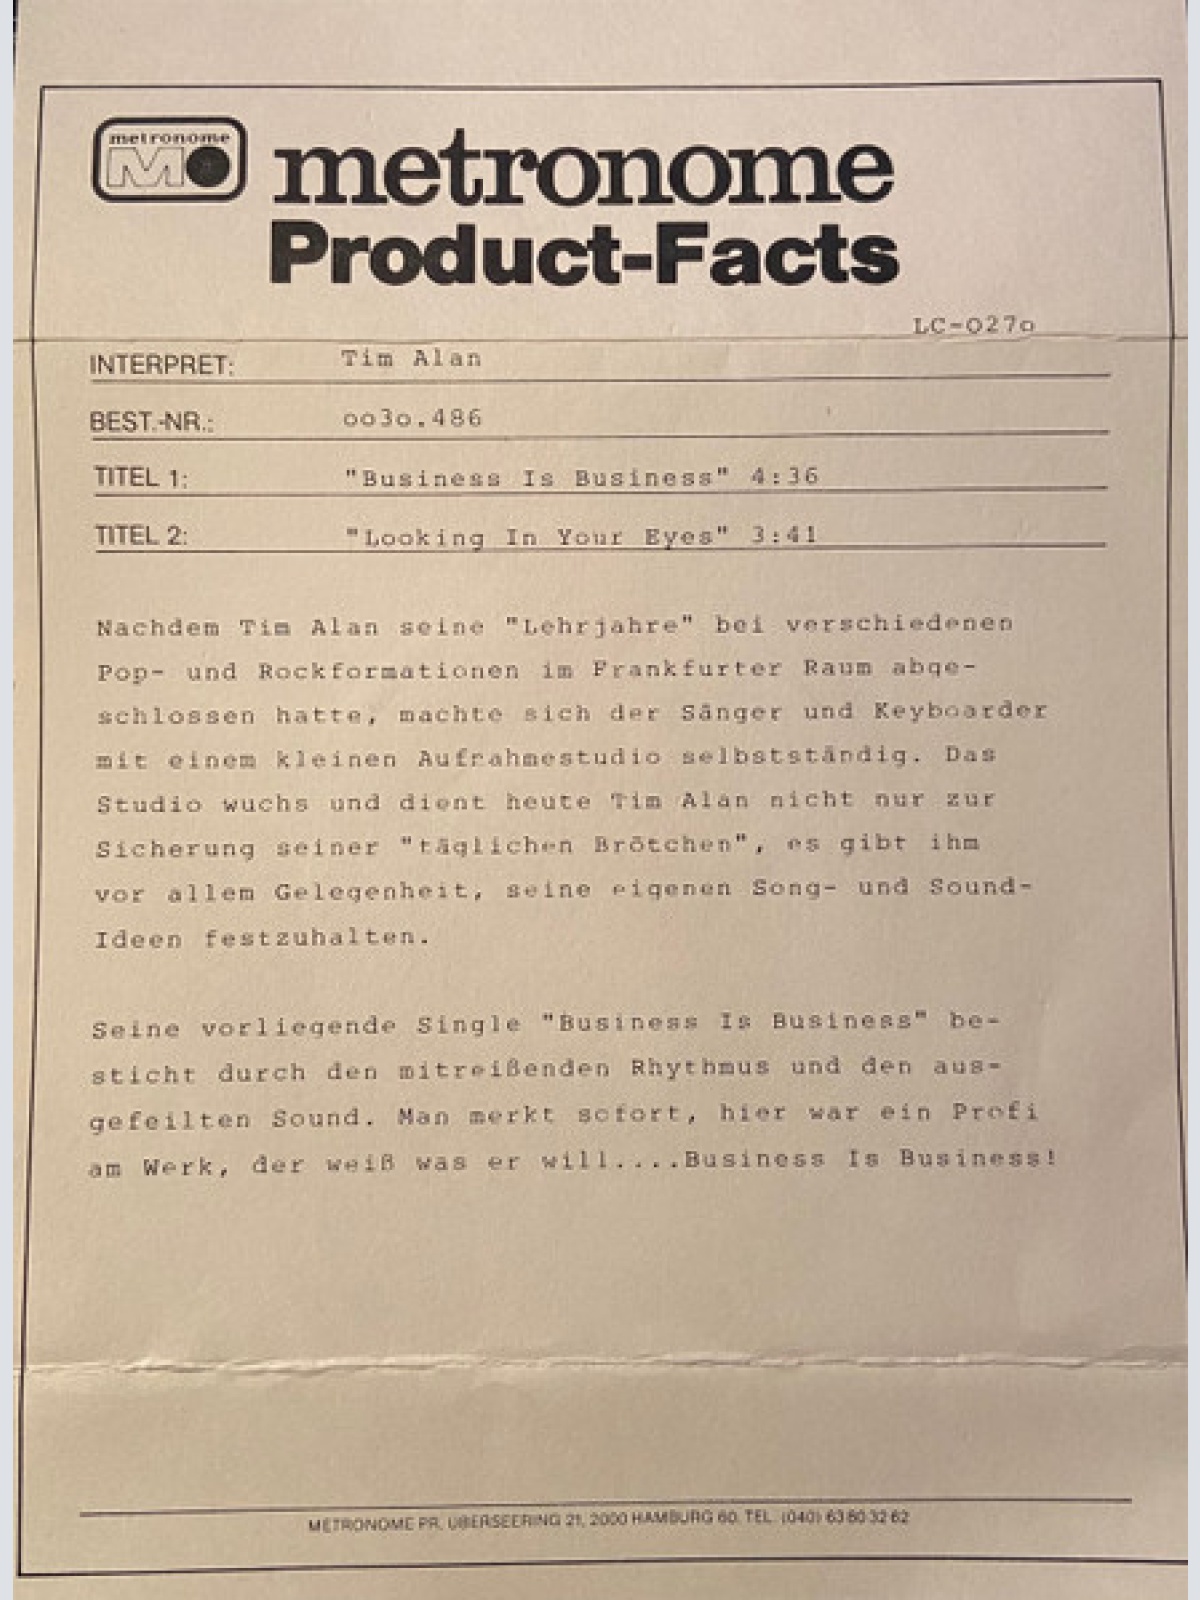 metronome
MO
metronome
Product-Facts
LC-O27o
INTERPRET: Tim Alan
BEST.-NR.: oo3o.486
TITEL 1: "Business Is Business" 4:36
TITEL 2: "Looking In Your Eyes" 3:41
Nachdem Tim Alan seine "Lehrjahre" bei verschiedenen
Pop- und Rockformationen im Frankfurter Raum abge-
schlossen hatte, machte sich der Sänger und Keyboarder
mit einem kleinen Aufnahmestudio selbstständig. Das
Studio wuchs und dient heute Tim Alan nicht nur zur
Sicherung seiner "täglichen Brötchen", es gibt ihm
vor allem Gelegenheit, seine eigenen Song- und Sound-
Ideen festzuhalten.
Seine vorliegende Single "Business Is Business" be-
sticht durch den mitreißenden Rhythmus und den aus-
gefeilten Sound. Man merkt sofort, hier war ein Profi
am Werk, der weiß was er will....Business Is Business!
METRONOME PR, ÜBERSEERING 21, 2000 HAMBURG 60, TEL. (040) 63 80 32 62